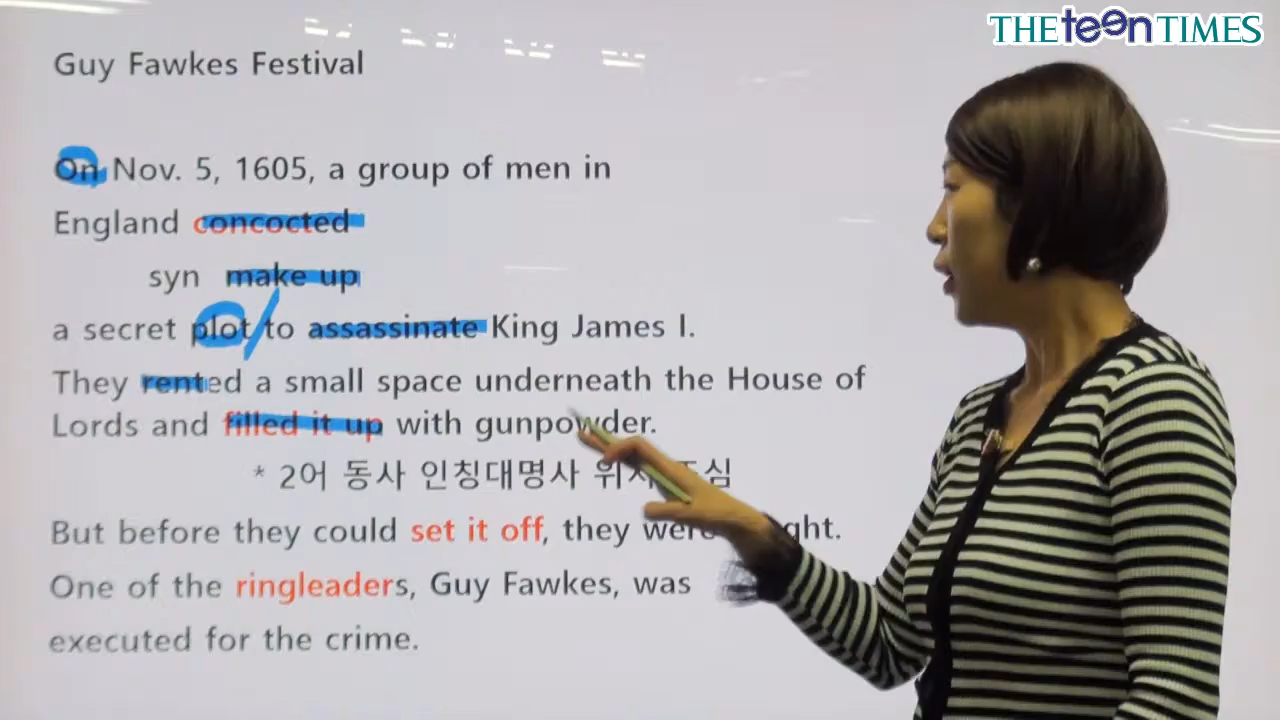 THE teen TIMES
Guy Fawkes Festival
On Nov. 5, 1605, a group of men in
England concocted
syn make up
a secret plot/to assassinate King James I.
They rented a small space underneath the House of
Lords and filled it up with gunpowder.
* 2어 동사 인칭대명사
But before they could set it off, they were
One of the ringleaders, Guy Fawkes, was
executed for the crime.